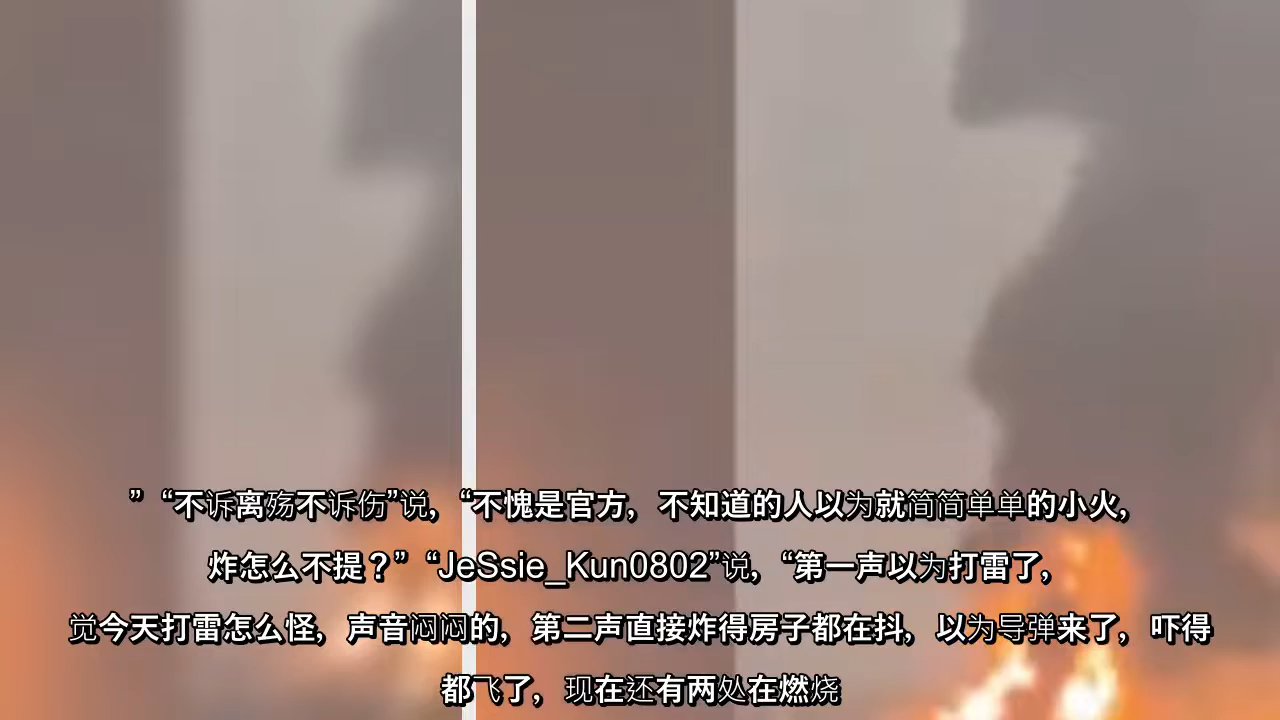 ”“不诉离殇不诉伤”说，“不愧是官方，不知道的人以为就简简单单的小火，
炸怎么不提？”“JeSsie_Kun0802”说，“第一声以为打雷了，
觉今天打雷怎么怪，声音闷闷的，第二声直接炸得房子都在抖，以为导弹来了，吓得
都飞了，现在还有两处在燃烧